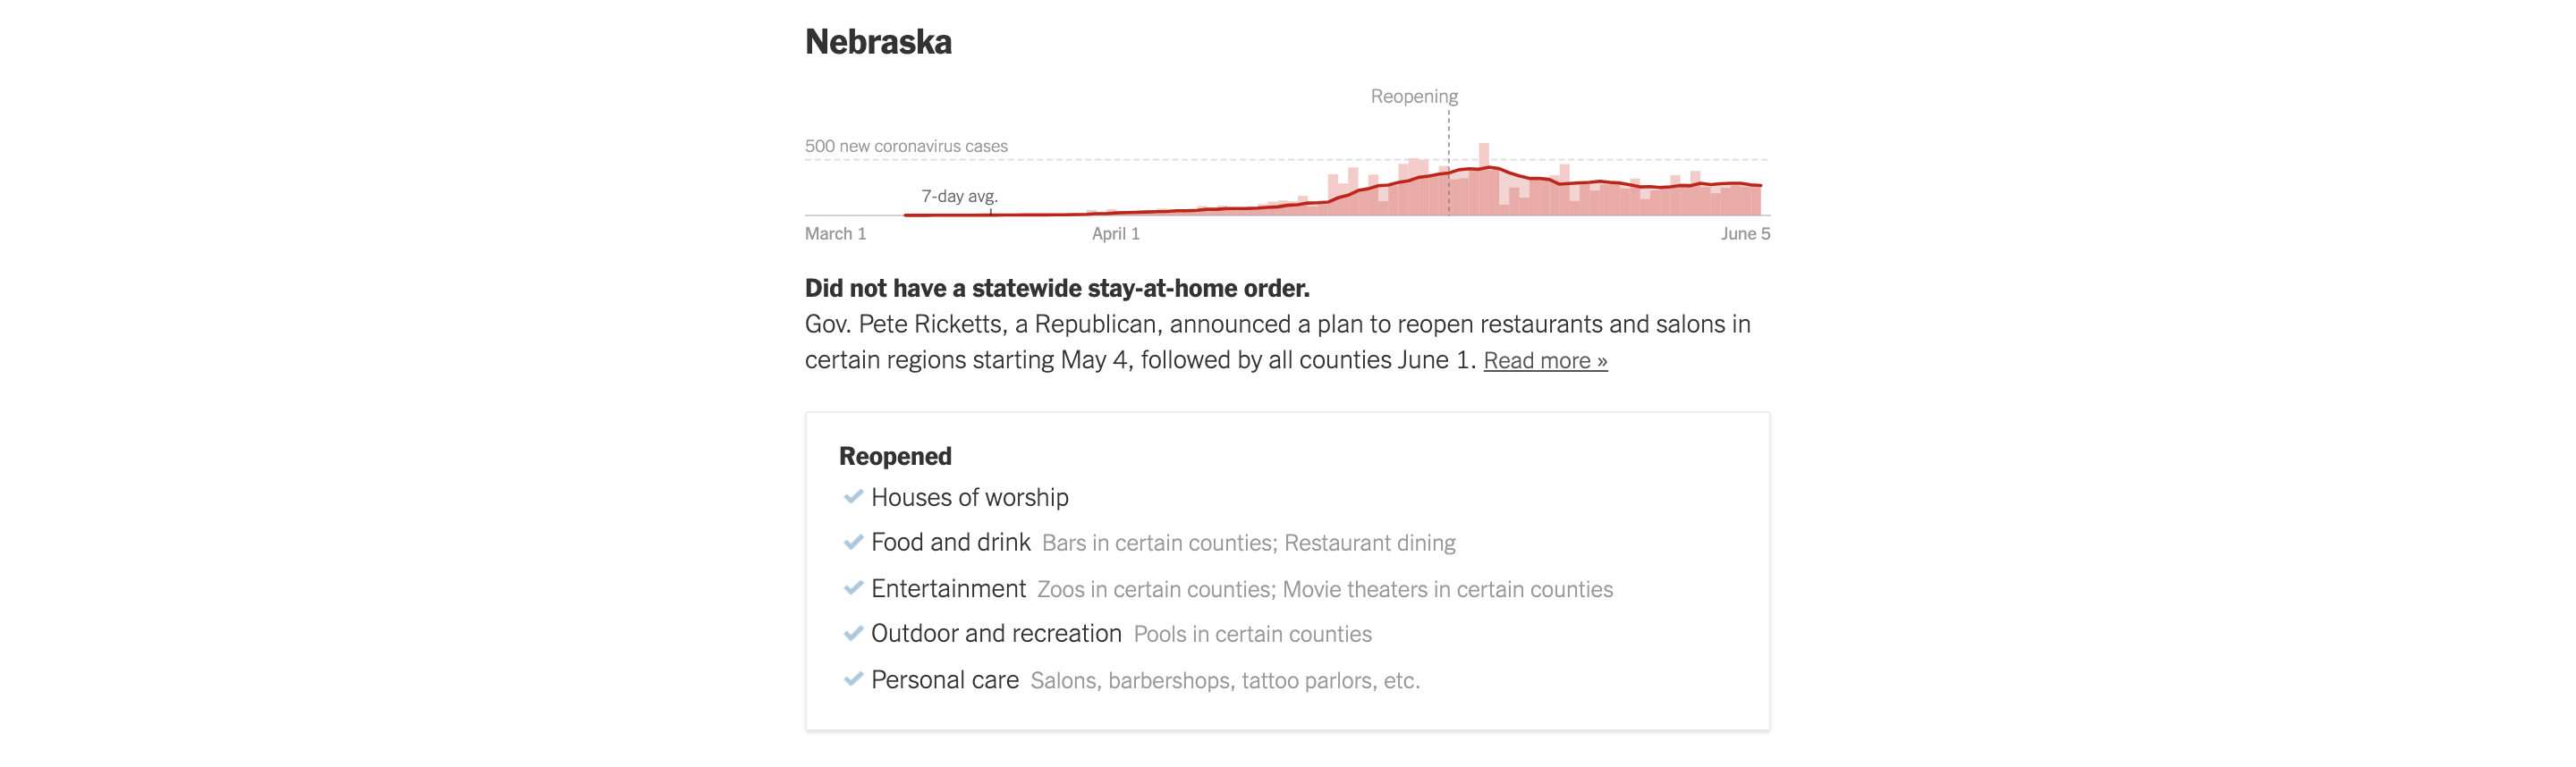 Nebraska
Reopening
500 new coronavirus cases
7-day avg.
March 1 April 1 June 5
Did not have a statewide stay-at-home order.
Gov. Pete Ricketts, a Republican, announced a plan to reopen restaurants and salons in
certain regions starting May 4, followed by all counties June 1. Read more »
Reopened
Houses of worship
Food and drink Bars in certain counties; Restaurant dining
Entertainment Zoos in certain counties; Movie theaters in certain counties
Outdoor and recreation Pools in certain counties
Personal care Salons, barbershops, tattoo parlors, etc.